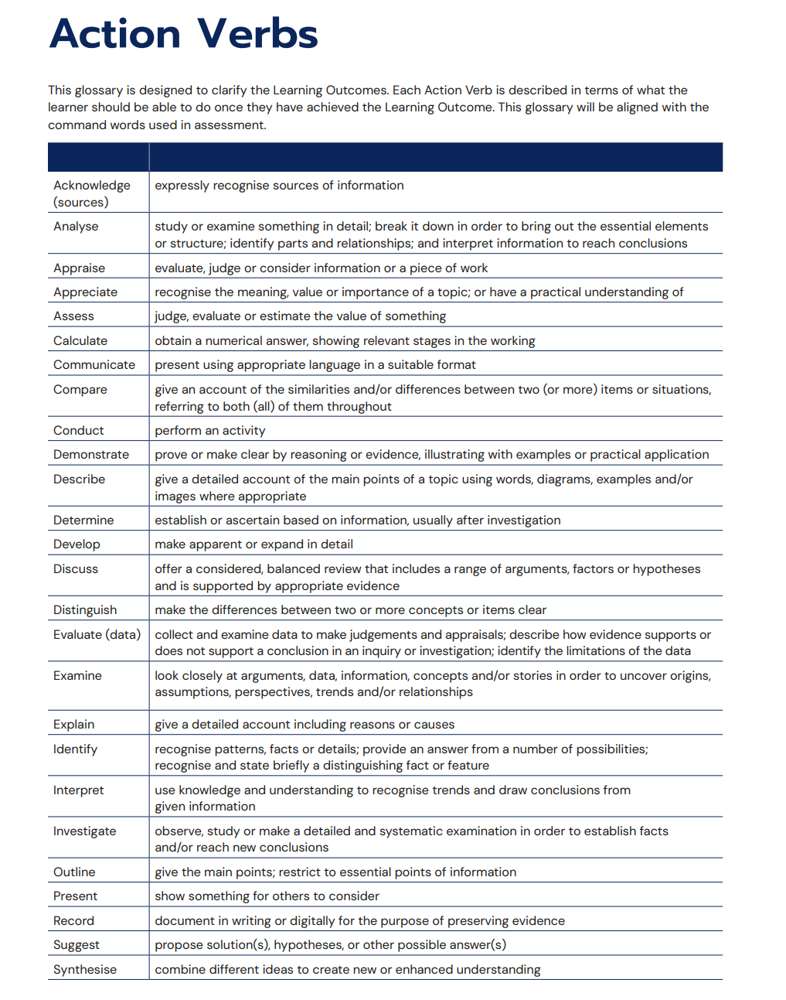 Action Verbs
This glossary is designed to clarify the Learning Outcomes. Each Action Verb is described in terms of what the
learner should be able to do once they have achieved the Learning Outcome. This glossary will be aligned with the
command words used in assessment.
Acknowledge expressly recognise sources of information
(sources)
Analyse study or examine something in detail; break it down in order to bring out the essential elements
or structure; identify parts and relationships; and interpret information to reach conclusions
Appraise evaluate, judge or consider information or a piece of work
Appreciate recognise the meaning, value or importance of a topic; or have a practical understanding of
Assess judge, evaluate or estimate the value of something
Calculate obtain a numerical answer, showing relevant stages in the working
Communicate present using appropriate language in a suitable format
Compare give an account of the similarities and/or differences between two (or more) items or situations,
referring to both (all) of them throughout
Conduct perform an activity
Demonstrate prove or make clear by reasoning or evidence, illustrating with examples or practical application
Describe give a detailed account of the main points of a topic using words, diagrams, examples and/or
images where appropriate
Determine establish or ascertain based on information, usually after investigation
Develop make apparent or expand in detail
Discuss offer a considered, balanced review that includes a range of arguments, factors or hypotheses
and is supported by appropriate evidence
Distinguish make the differences between two or more concepts or items clear
Evaluate (data) collect and examine data to make judgements and appraisals; describe how evidence supports or
does not support a conclusion in an inquiry or investigation; identify the limitations of the data
Examine look closely at arguments, data, information, concepts and/or stories in order to uncover origins,
assumptions, perspectives, trends and/or relationships
Explain give a detailed account including reasons or causes
Identify recognise patterns, facts or details; provide an answer from a number of possibilities;
recognise and state briefly a distinguishing fact or feature
Interpret use knowledge and understanding to recognise trends and draw conclusions from
given information
Investigate observe, study or make a detailed and systematic examination in order to establish facts
and/or reach new conclusions
Outline give the main points; restrict to essential points of information
Present show something for others to consider
Record document in writing or digitally for the purpose of preserving evidence
Suggest propose solution(s), hypotheses, or other possible answer(s)
Synthesise combine different ideas to create new or enhanced understanding